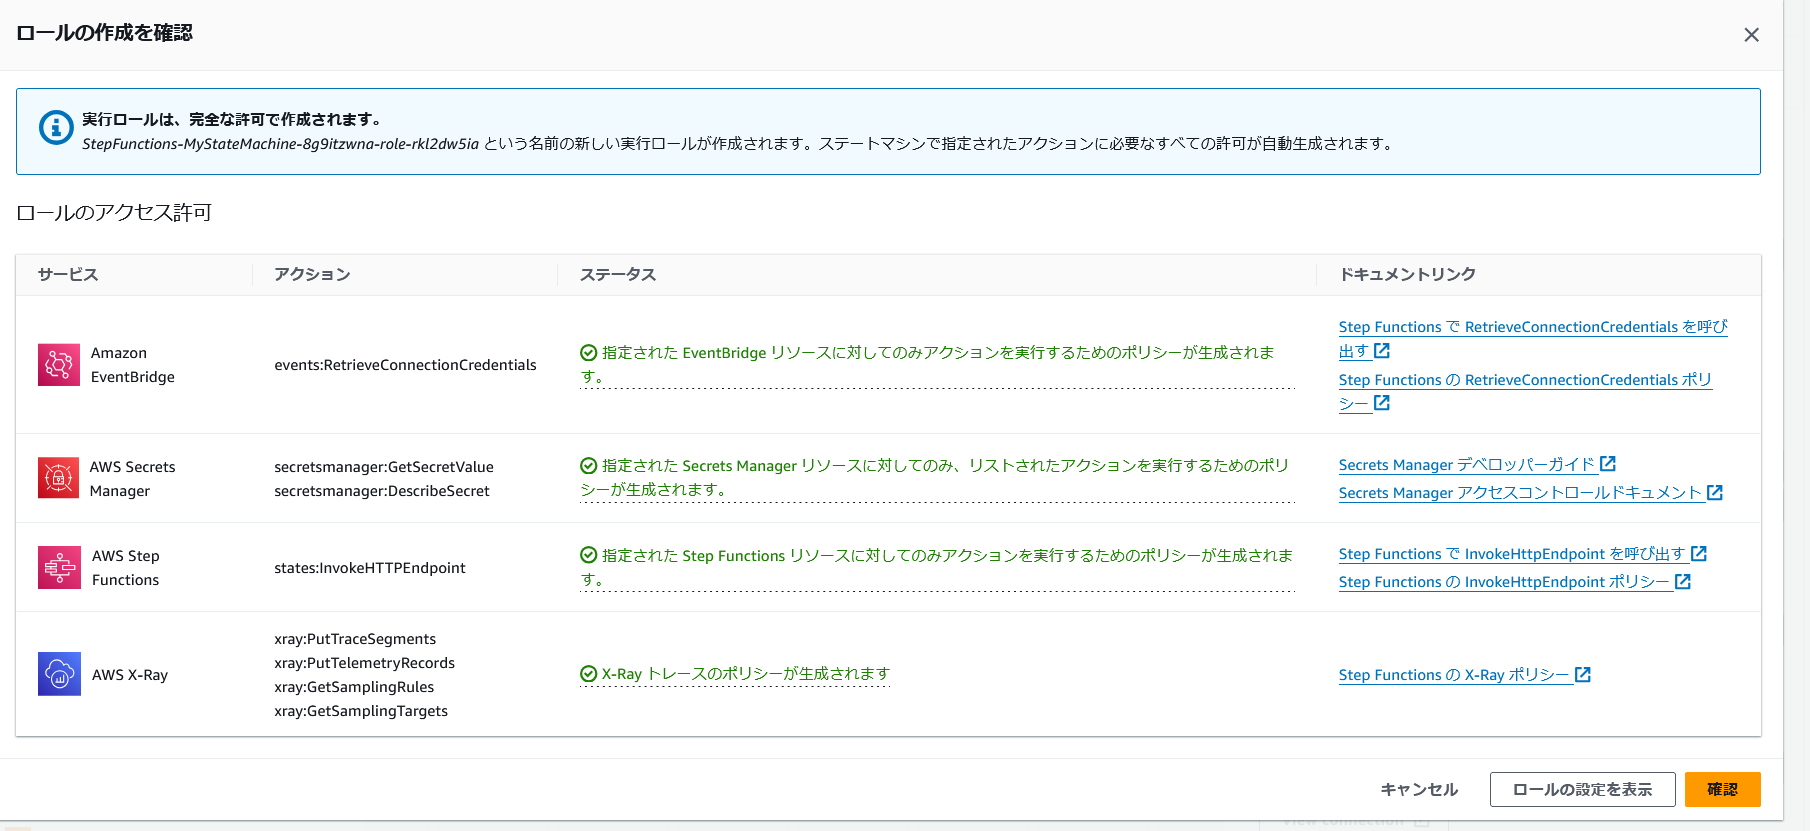 ロールの作成を確認
実行ロールは、完全な許可で作成されます。
StepFunctions-MyStateMachine-8g9itzwna-role-rkl2dw5ia という名前の新しい実行ロールが作成されます。ステートマシンで指定されたアクションに必要なすべての許可が自動生成されます。
ロールのアクセス許可
サービス
アクション
ステータス
ドキュメントリンク
Amazon
EventBridge
events:RetrieveConnectionCredentials
指定された EventBridge リソースに対してのみアクションを実行するためのポリシーが生成されま
す。
Step Functions で RetrieveConnectionCredentials を呼び
出す
Step Functions の RetrieveConnectionCredentials ポリ
シー
AWS Secrets
Manager
secretsmanager:GetSecretValue
secretsmanager:DescribeSecret
指定された Secrets Manager リソースに対してのみ、リストされたアクションを実行するためのポリ
シーが生成されます。
Secrets Manager デベロッパーガイド
Secrets Manager アクセスコントロールドキュメント
AWS Step
Functions
states:InvokeHTTPEndpoint
指定された Step Functions リソースに対してのみアクションを実行するためのポリシーが生成されま
す。
Step Functions で InvokeHttpEndpoint を呼び出す
Step Functions の InvokeHttpEndpoint ポリシー
AWS X-Ray
xray:PutTraceSegments
xray:PutTelemetryRecords
xray:GetSamplingRules
xray:GetSamplingTargets
X-Ray トレースのポリシーが生成されます
Step Functions の X-Ray ポリシー
キャンセル
ロールの設定を表示
確認
View connection